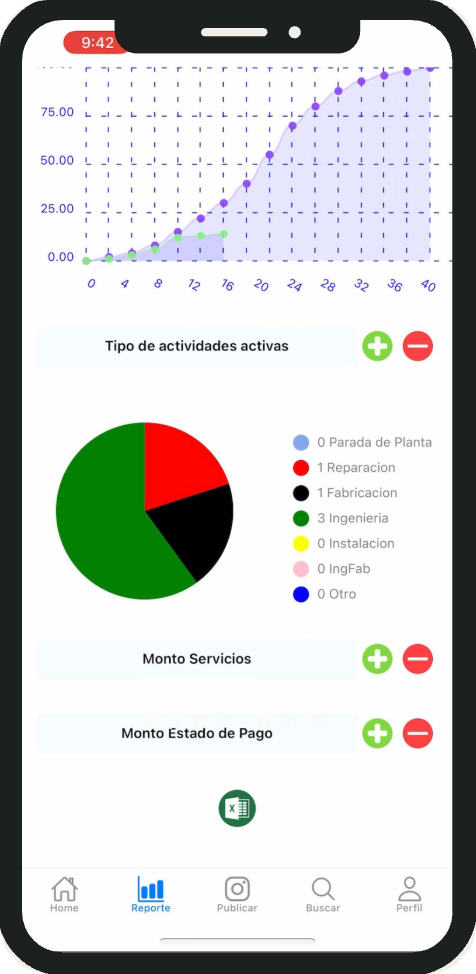 9:42
75.00
50.00
25.00
0.00
0 4 8 12 16 20 24 28 32 36 40
Tipo de actividades activas
0 Parada de Planta
1 Reparacion
1 Fabricacion
3 Ingenieria
0 Instalacion
0 IngFab
0 Otro
Monto Servicios
Monto Estado de Pago
X
Home Reporte Publicar Buscar Perfil